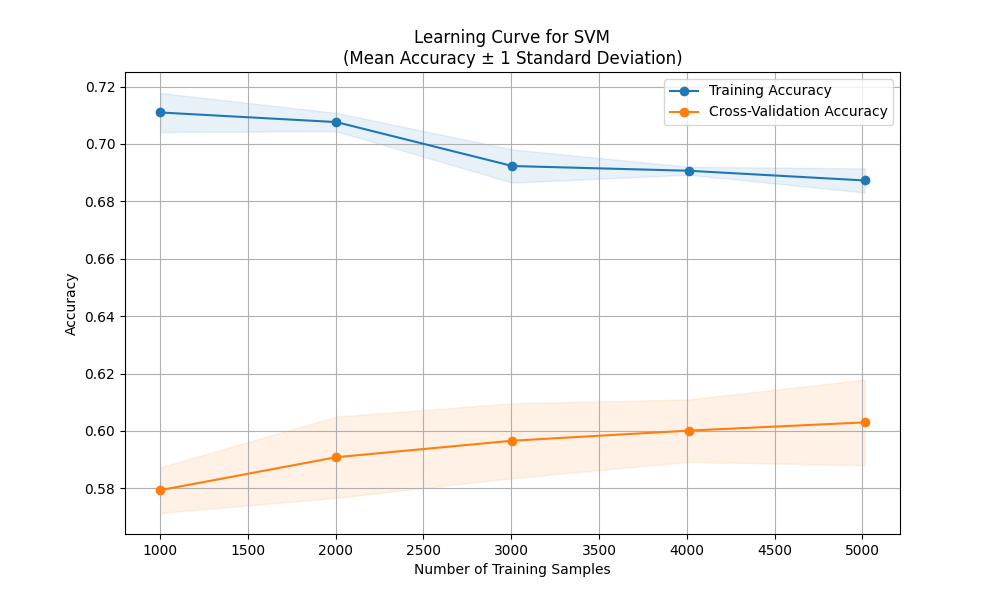 Learning Curve for SVM
(Mean Accuracy ± 1 Standard Deviation)
Training Accuracy
Cross-Validation Accuracy
Accuracy
0.72
0.70
0.68
0.66
0.64
0.62
0.60
0.58
1000 1500 2000 2500 3000 3500 4000 4500 5000
Number of Training Samples